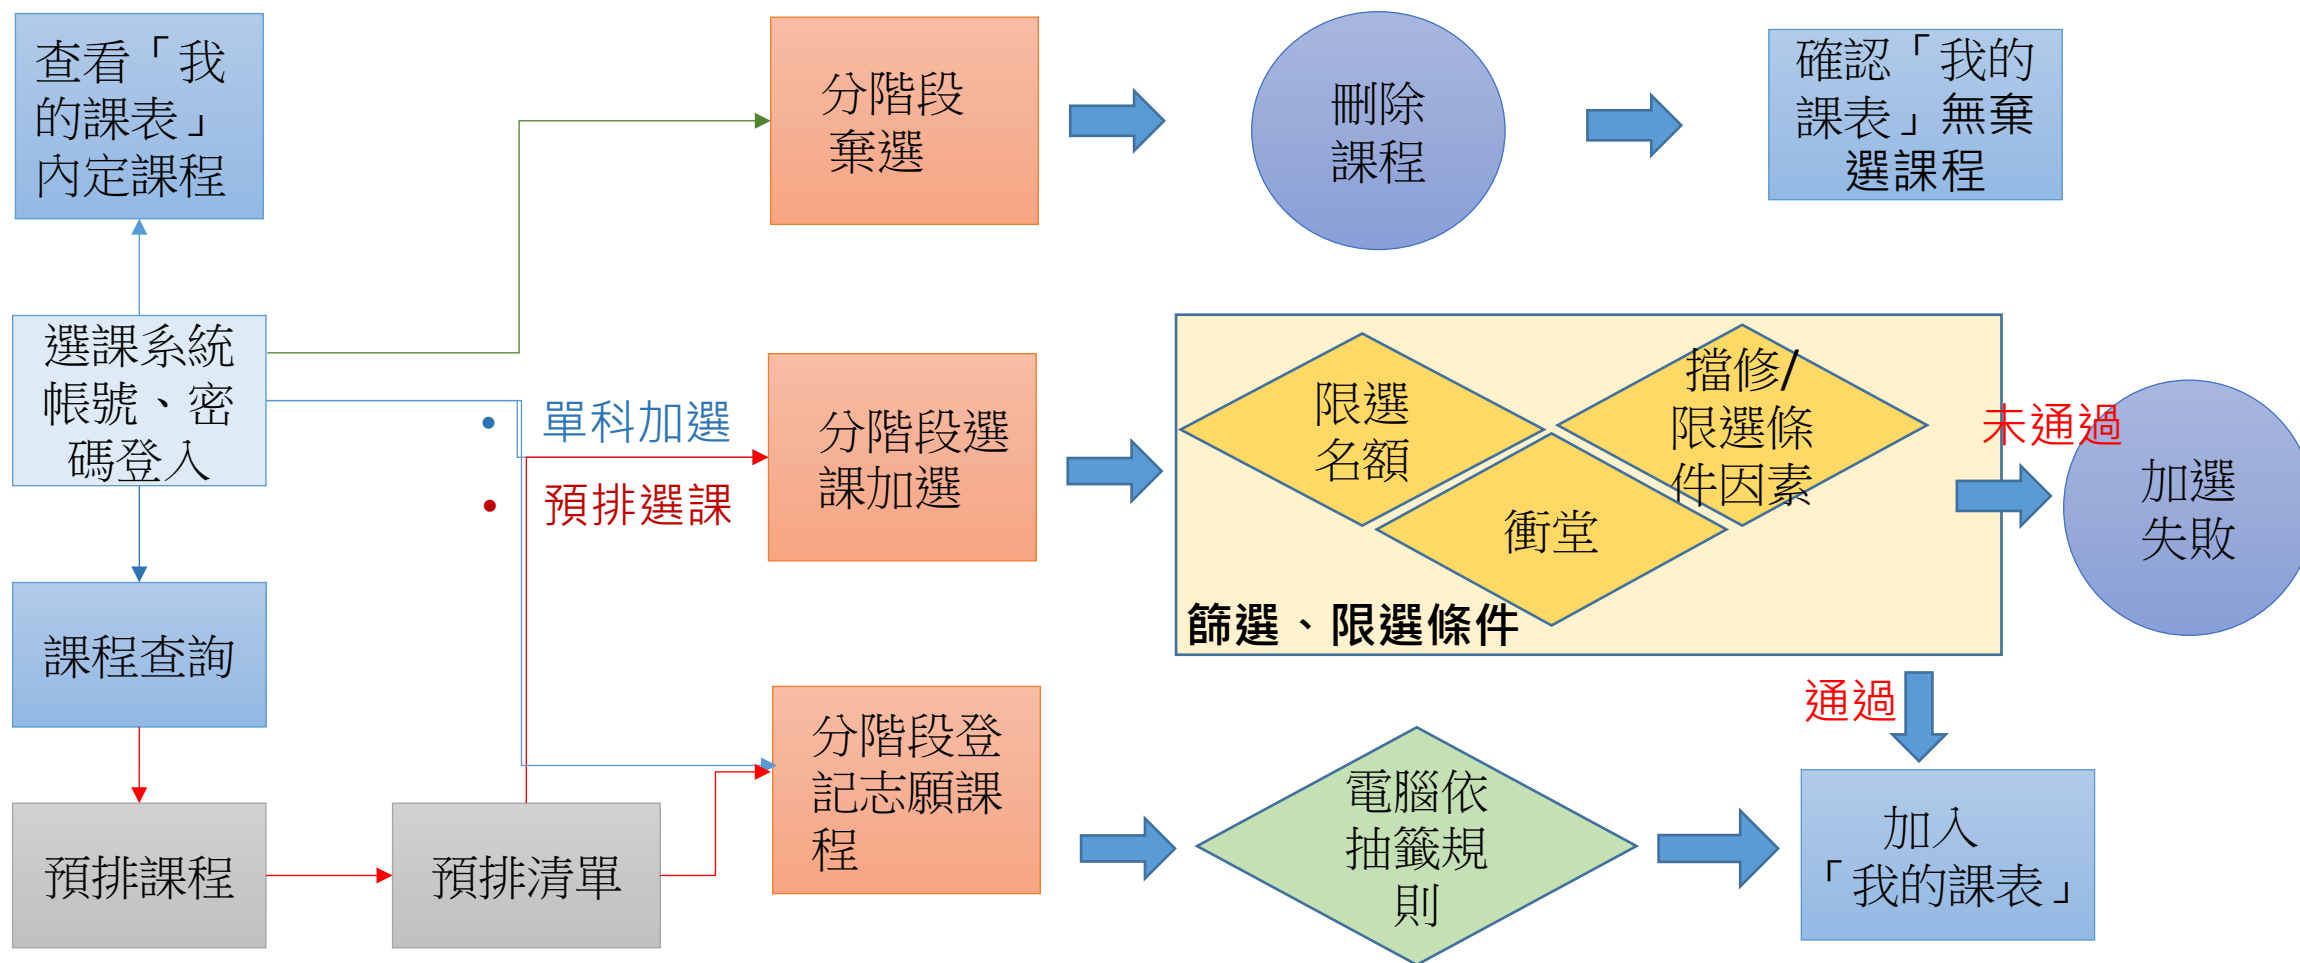 查看「我
的課表」
內定課程
分階段
棄選
刪除
課程
確認「我的
課表」無棄
選課程
選課系統
帳號、密
碼登入
• 單科加選
• 預排選課
分階段選
課加選
限選
名額
擋修/
限選條
件因素
衝堂
篩選、限選條件
未通過
加選
失敗
課程查詢
通過
預排課程
預排清單
分階段登
記志願課
程
電腦依
抽籤規
則
加入
「我的課表」